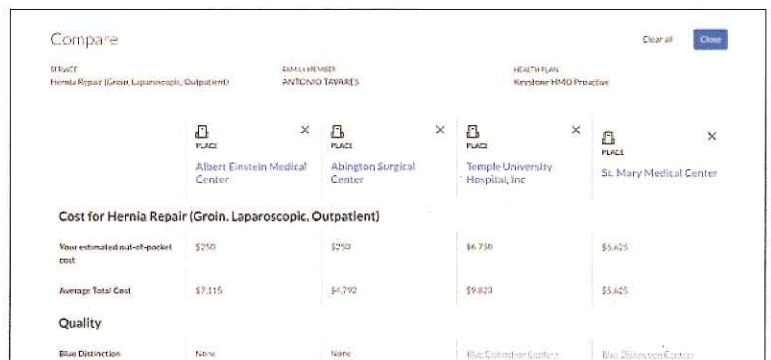 Compare
Clear all Close
SERVICE FAMILY MEMBER HEALTH PLAN
Hernia Repair (Groin, Laparoscopic, Outpatient) ANTONIO TAVARES Keystone HMO Proactive
PLACE PLACE PLACE PLACE
Albert Einstein Medical Center
Abington Surgical Center
Temple University Hospital, Inc
St. Mary Medical Center
Cost for Hernia Repair (Groin, Laparoscopic, Outpatient)
Your estimated out-of-pocket cost $250 $250 $5,625
Average Total Cost $7,115 $4,792 $9,823 $5,625
Quality
Blue Distinction None None Blue Distinction Center+ Blue Distinction Center+